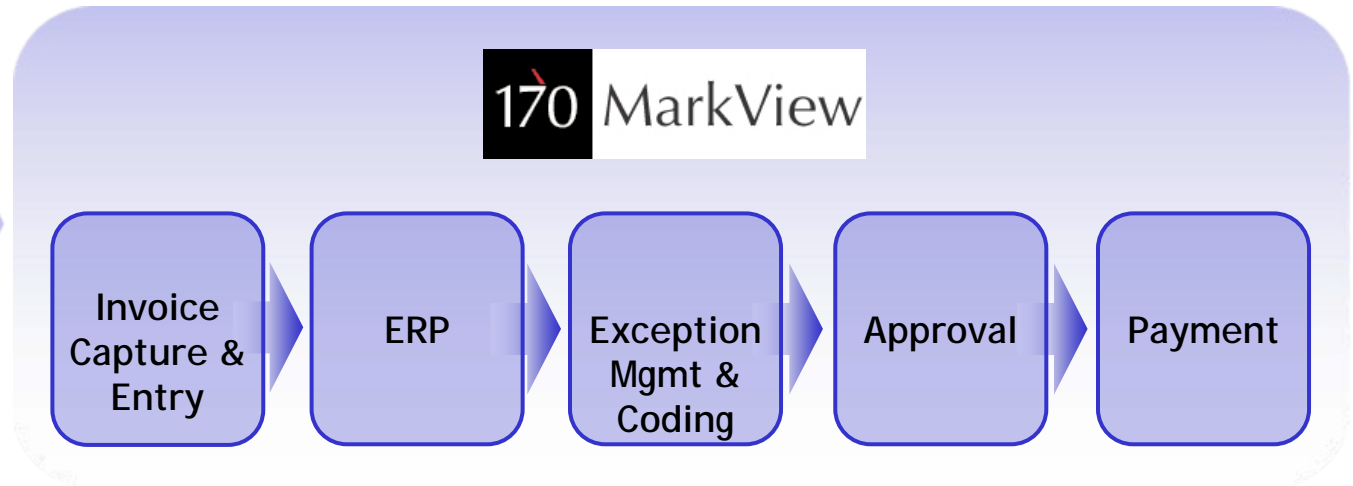 170 MarkView
Invoice
Capture &
Entry
ERP
Exception
Mgmt &
Coding
Approval
Payment